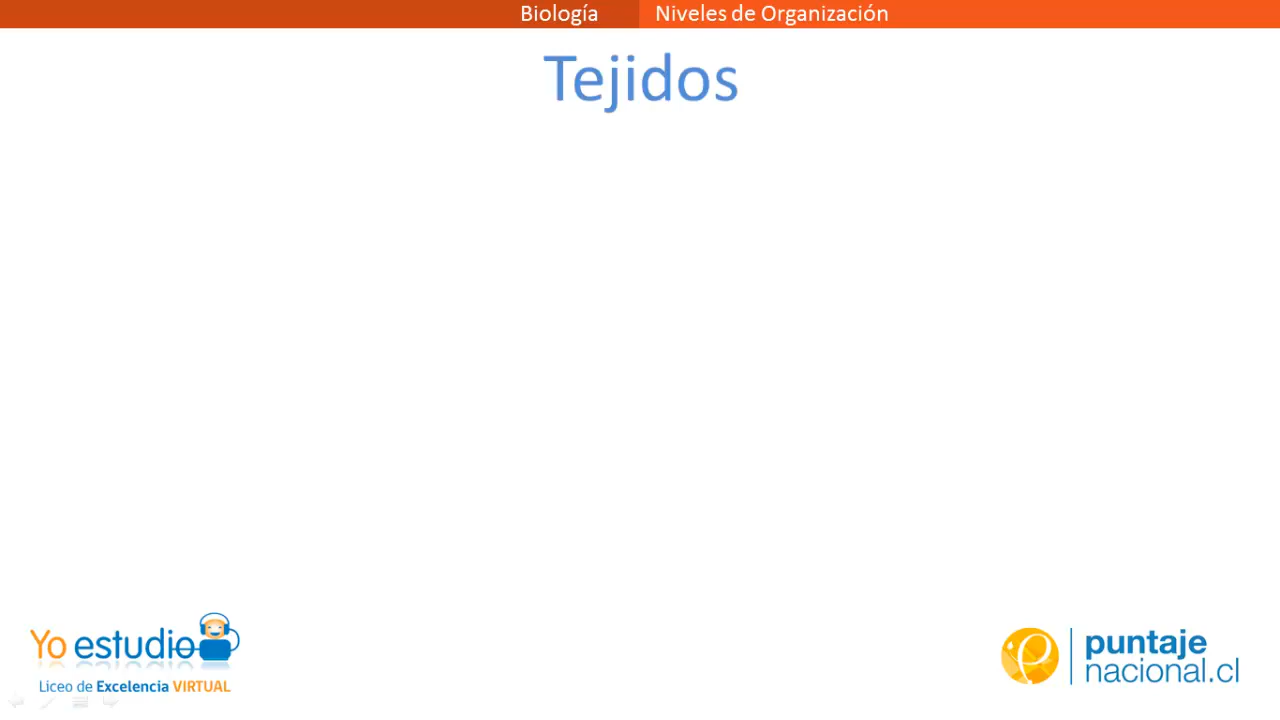 Biología Niveles de Organización
Tejidos
Yo estudio
Liceo de Excelencia VIRTUAL
puntaje
nacional.cl